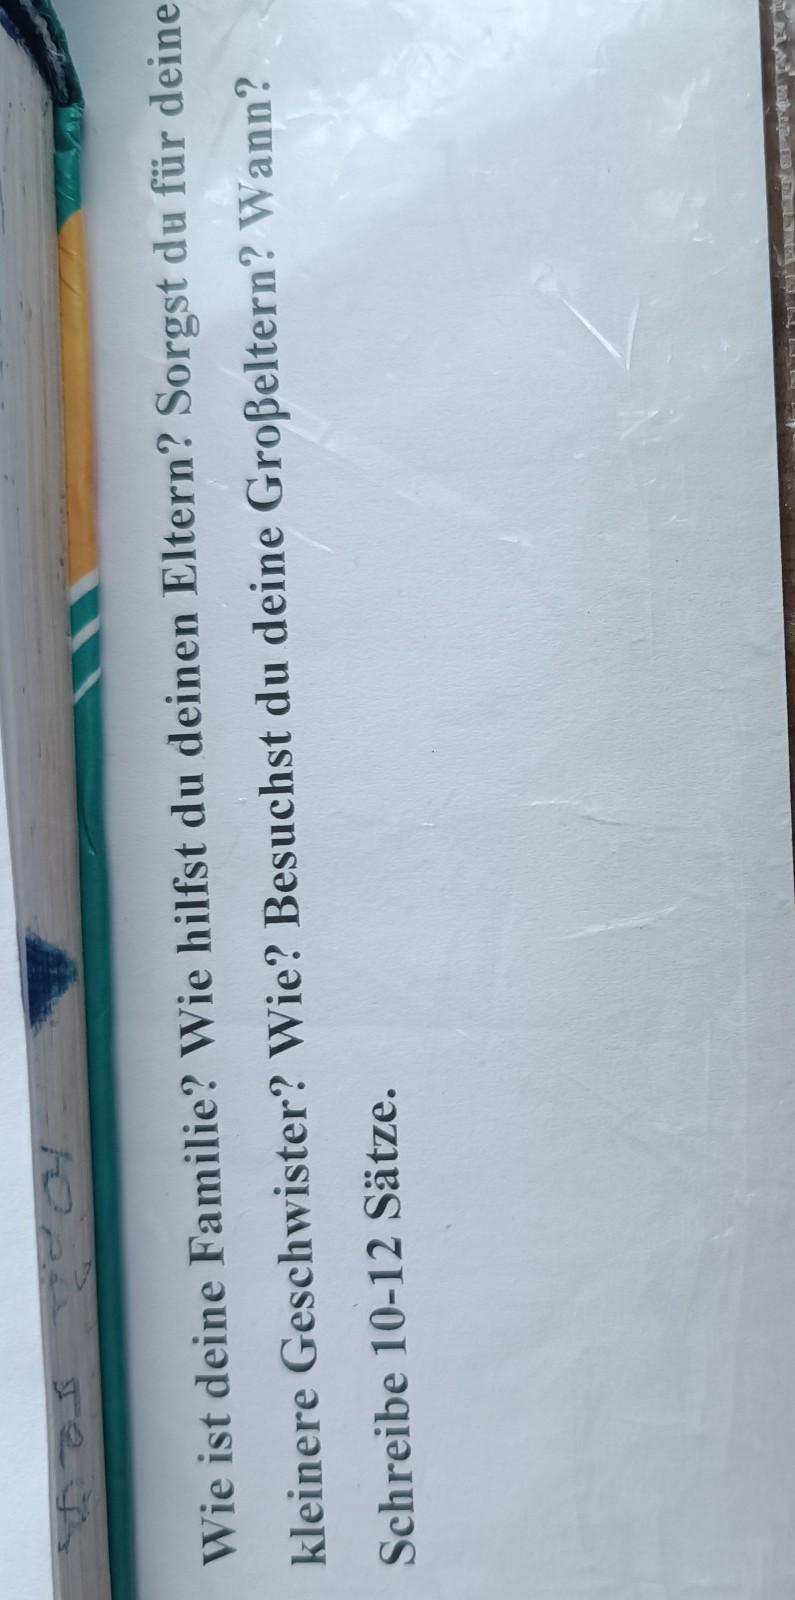 Wie ist deine Familie? Wie hilfst du deinen Eltern? Sorgst du für deine
kleinere Geschwister? Wie? Besuchst du deine Großeltern? Wann?
Schreibe 10-12 Sätze.